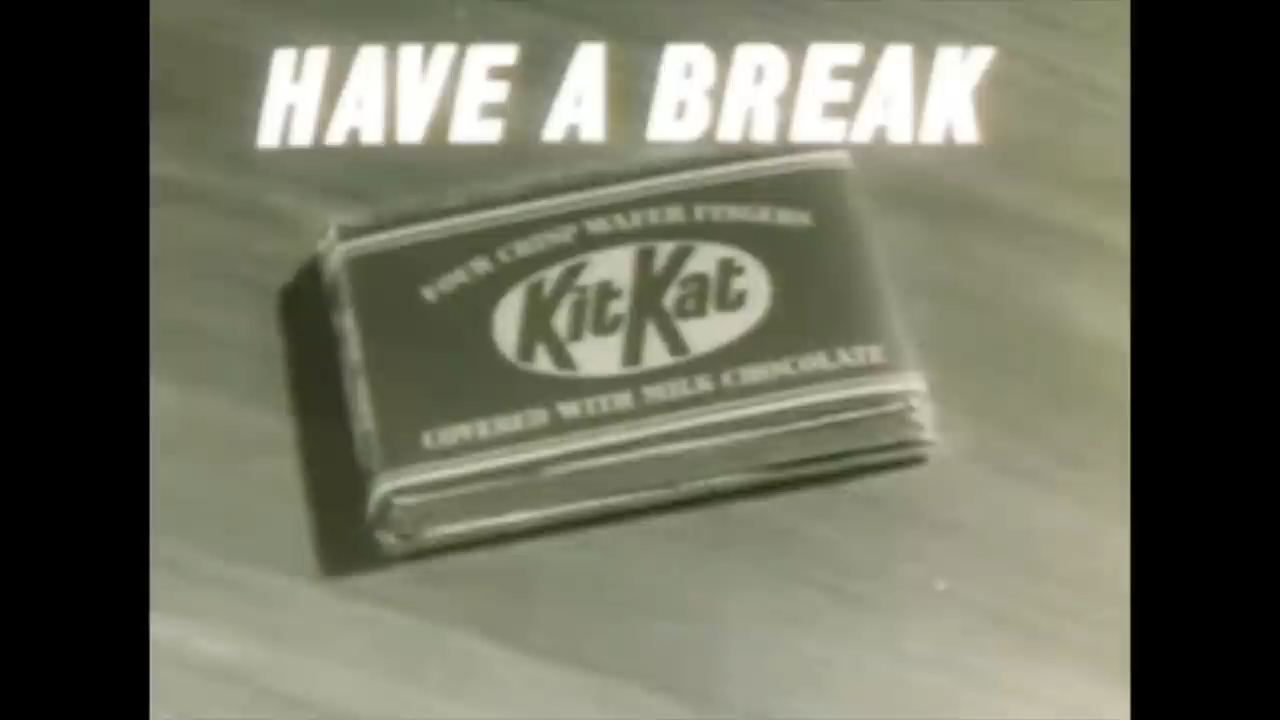 HAVE A BREAK
FOUR CRISP WAFER FINGERS
KitKat
COVERED WITH MILK CHOCOLATE